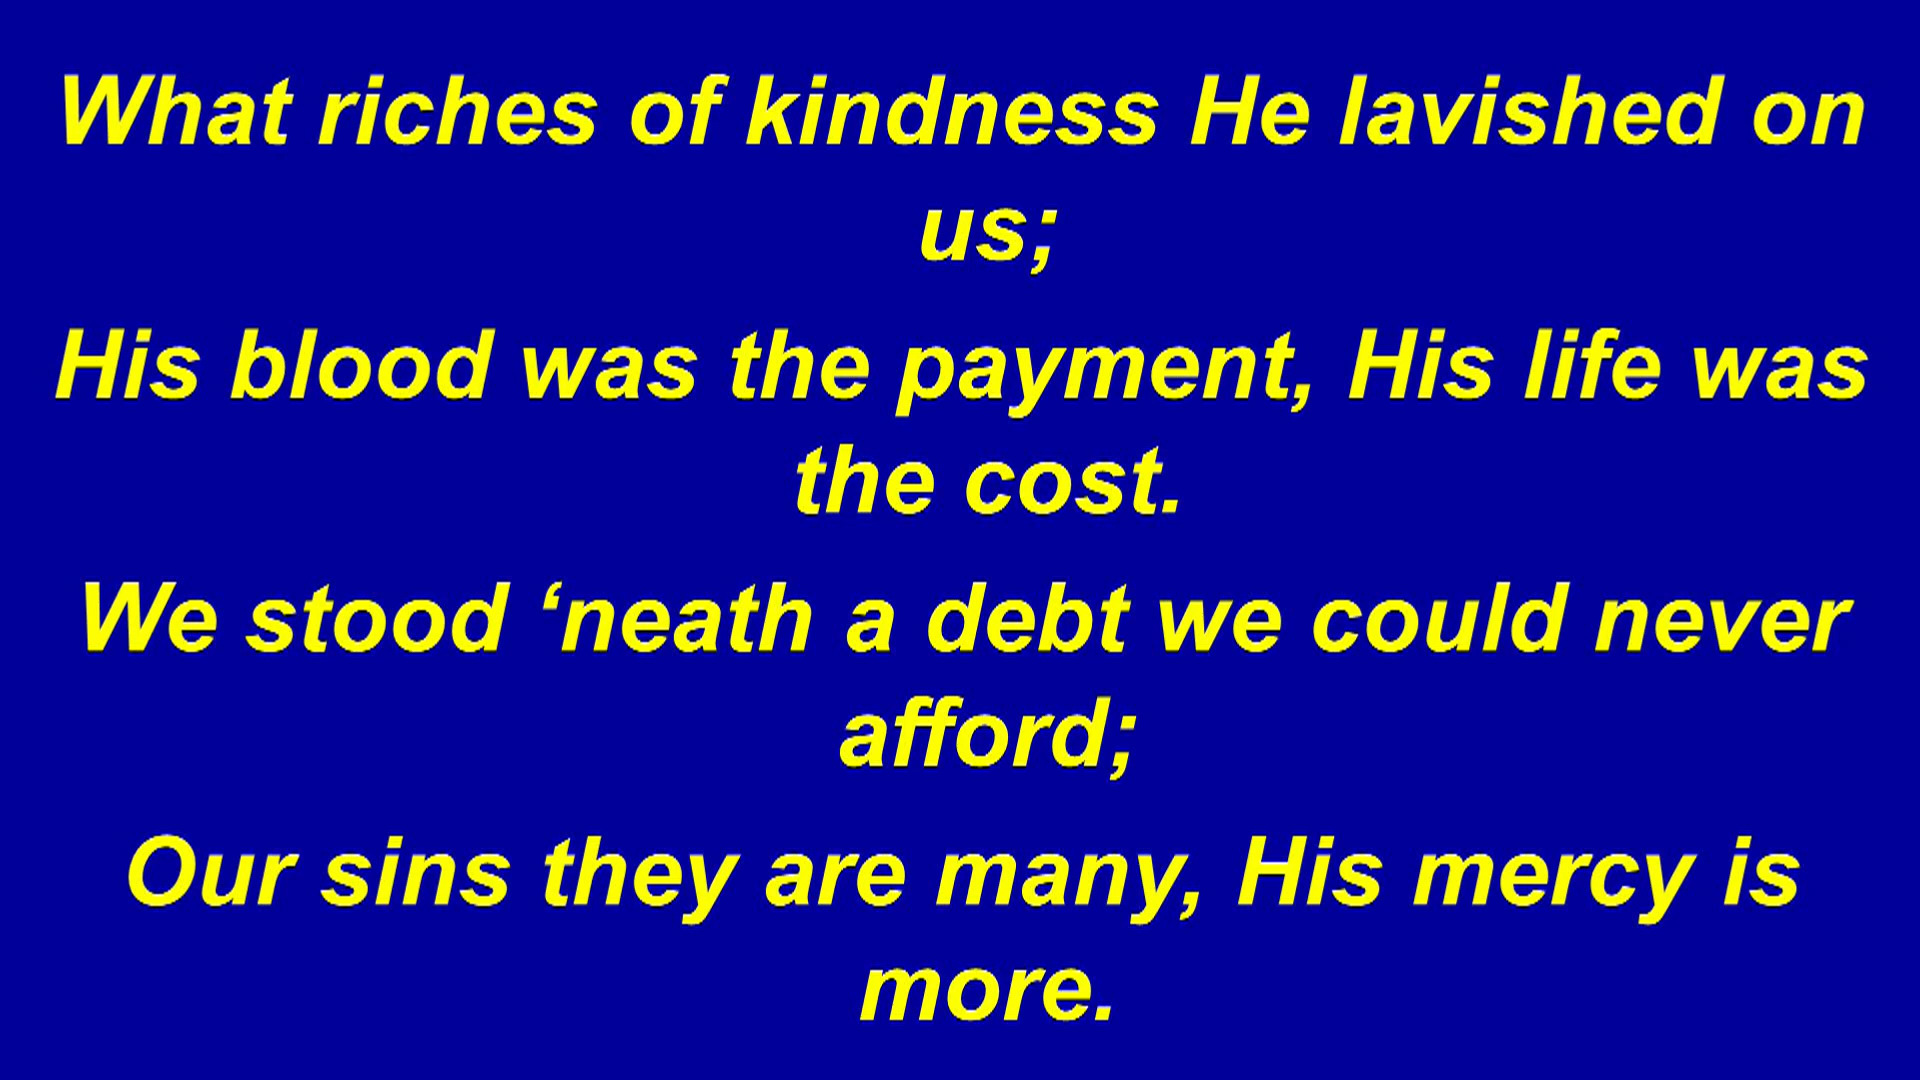 What riches of kindness He lavished on
us;
His blood was the payment, His life was
the cost.
We stood ‘neath a debt we could never
afford;
Our sins they are many, His mercy is
more.